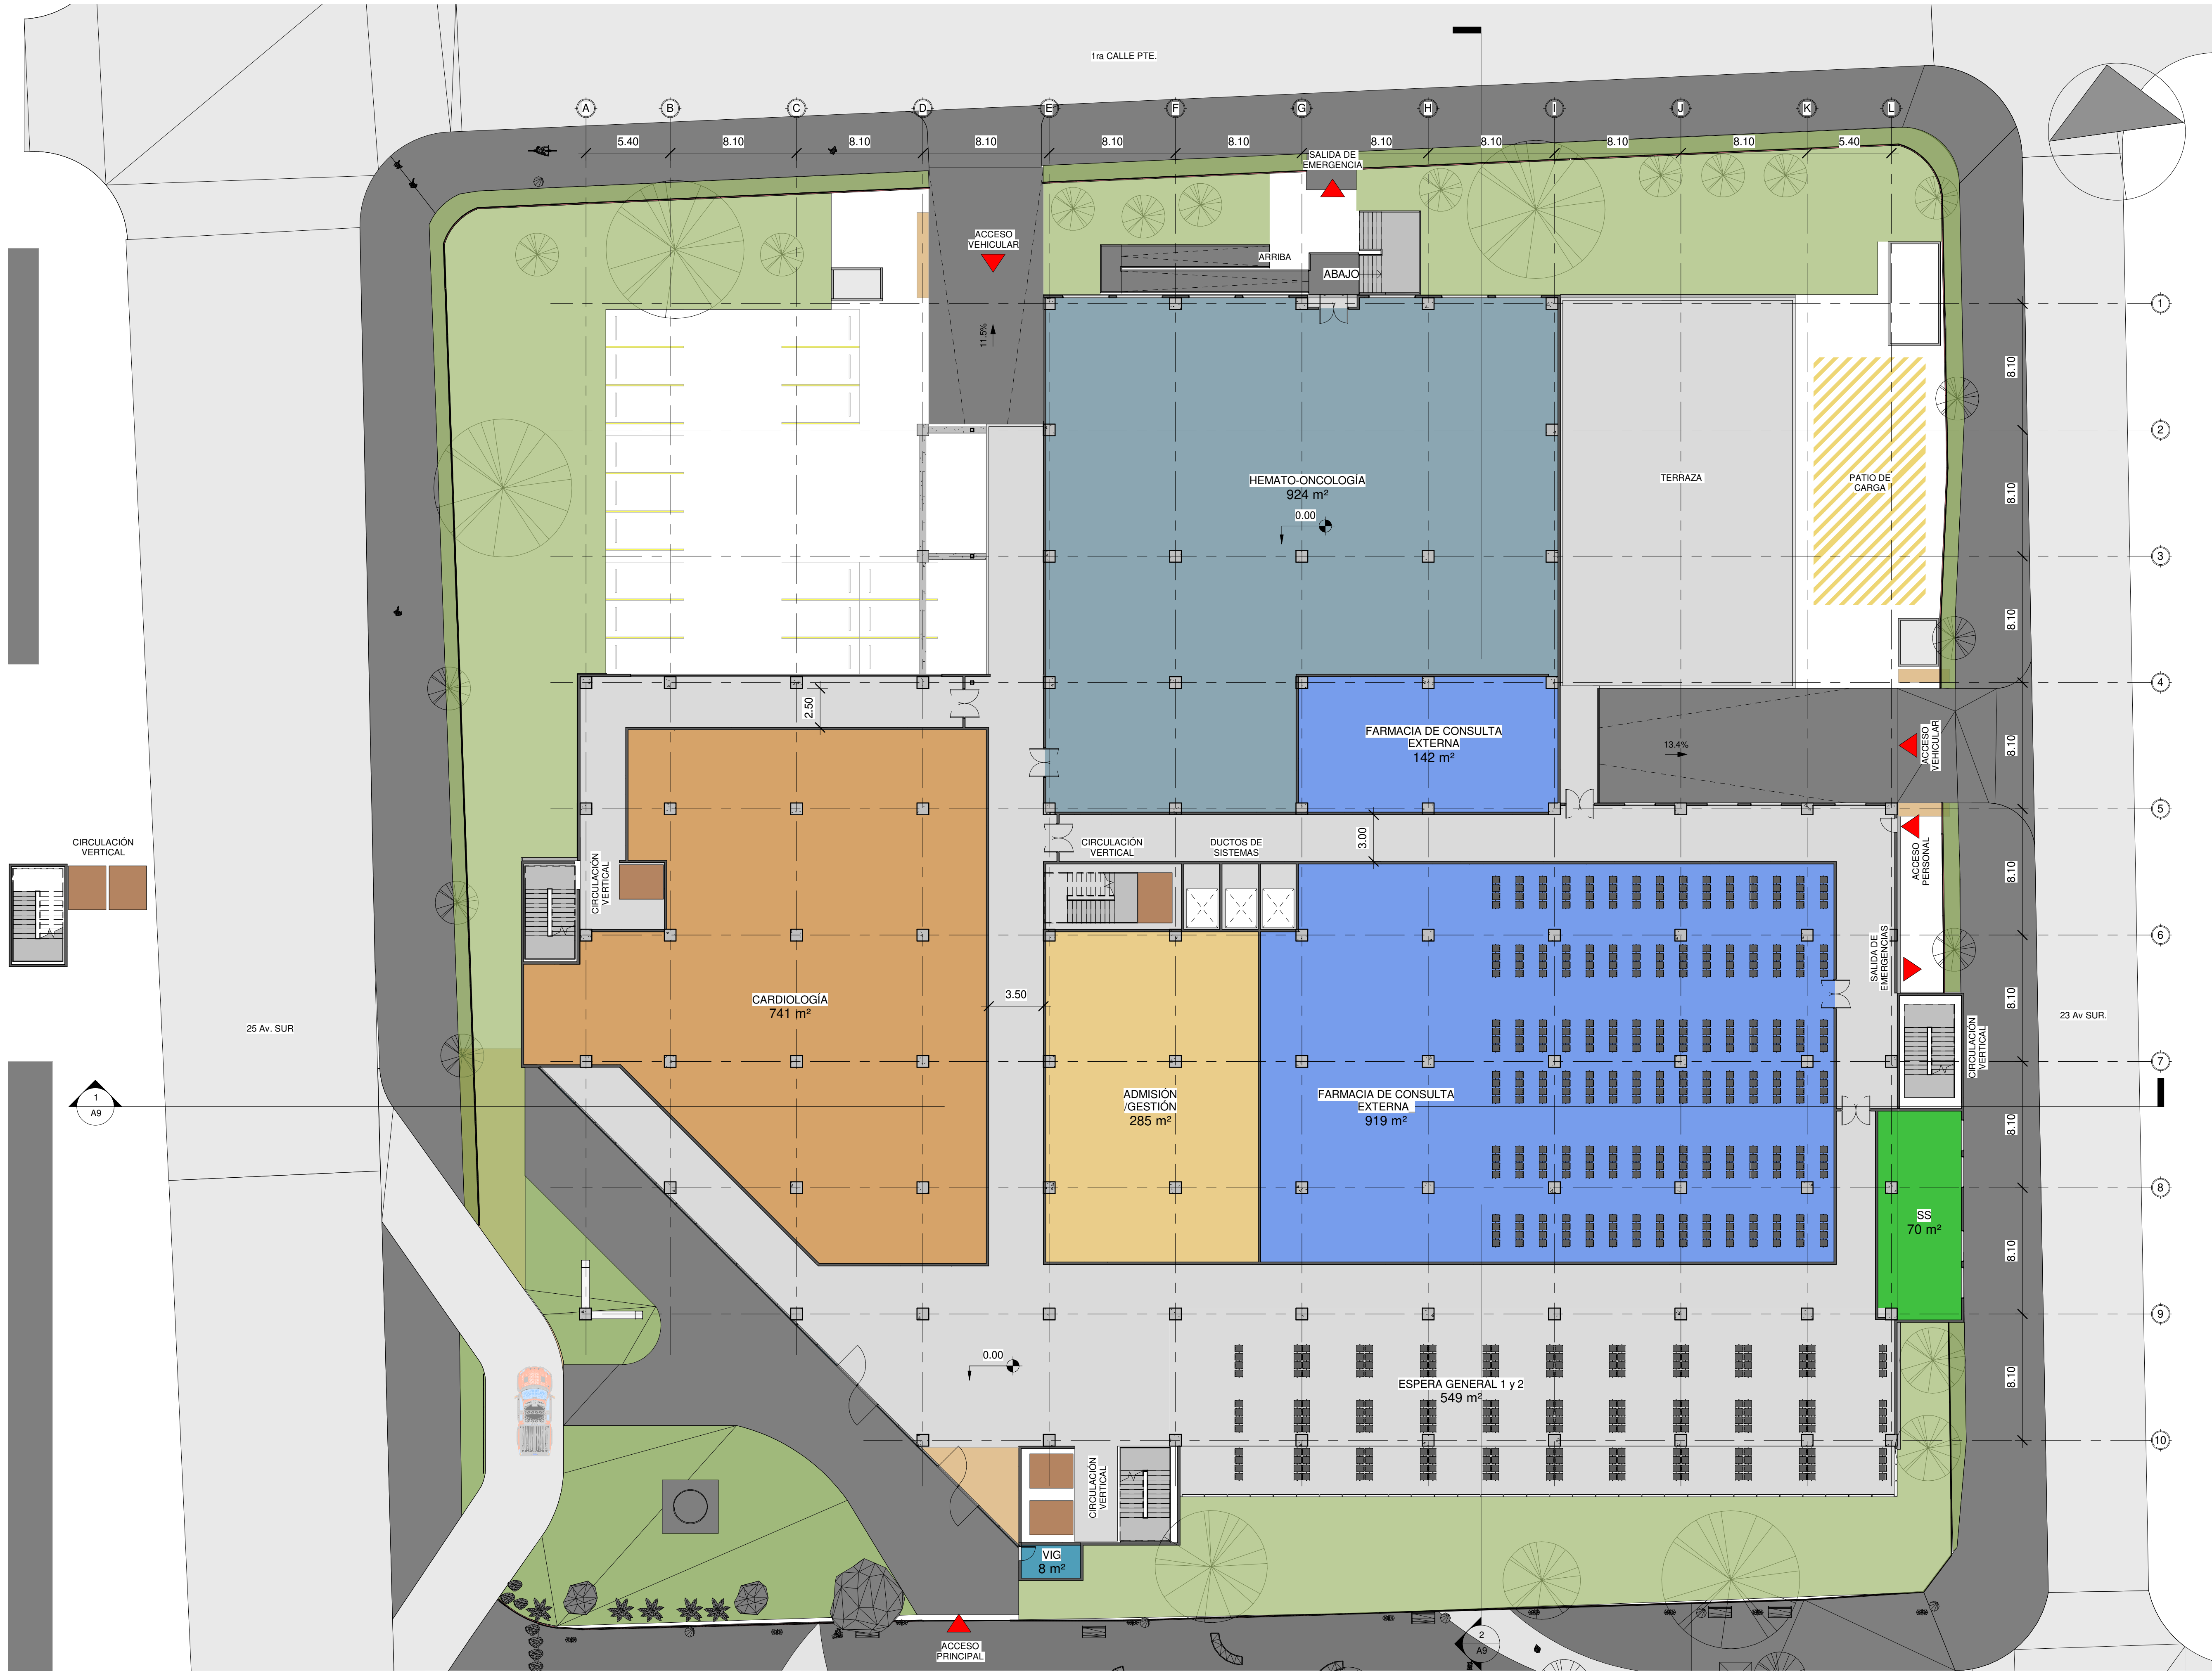 1ra CALLE PTE.
A
B
C
D
E
F
G
H
I
J
K
L
5.40
8.10
8.10
8.10
8.10
8.10
8.10
8.10
8.10
8.10
5.40
SALIDA DE
EMERGENCIA
ACCESO
VEHICULAR
ARRIBA
ABAJO
11.5%
1
8.10
2
HEMATO-ONCOLOGÍA
924 m²
0.00
TERRAZA
PATIO DE
CARGA
8.10
3
8.10
4
2.50
FARMACIA DE CONSULTA
EXTERNA
142 m²
13.4%
ACCESO
VEHICULAR
8.10
5
CIRCULACIÓN
VERTICAL
CIRCULACIÓN
VERTICAL
CIRCULACIÓN
VERTICAL
DUCTOS DE
SISTEMAS
3.00
ACCESO
PERSONAL
8.10
6
SALIDA DE
EMERGENCIAS
CARDIOLOGÍA
741 m²
3.50
8.10
25 Av. SUR
23 Av SUR.
CIRCULACIÓN
VERTICAL
7
1
A9
ADMISIÓN
/GESTIÓN
285 m²
FARMACIA DE CONSULTA
EXTERNA
919 m²
8.10
8
SS
70 m²
8.10
9
0.00
ESPERA GENERAL 1 y 2
549 m²
8.10
10
CIRCULACIÓN
VERTICAL
VIG
8 m²
ACCESO
PRINCIPAL
2
A9